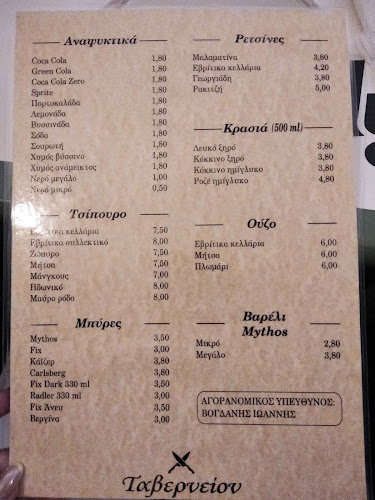 Αναψυκτικά
Coca Cola 1,80
Green Cola 1,80
Coca Cola Zero 1,80
Sprite 1,80
Πορτοκαλάδα 1,80
Λεμονάδα 1,80
Βυσσινάδα 1,80
Σόδα 1,80
Σουρωτή 1,80
Χυμός βύσσινο 1,80
Χυμός ανάμεικτος 1,80
Νερό μεγάλο 1,00
Νερό μικρό 0,50
Τσίπουρο
Εβρίτικα κελλάρια 7,50
Εβρίτικα συλλεκτικό 8,00
Ζώπυρο 7,50
Μήτσα 7,50
Μάνγκους 7,00
Ηδωνικό 8,00
Μαύρο ρόδο 8,00
Μπύρες
Mythos 3,50
Fix 3,00
Κάϊζερ 3,80
Carlsberg 3,80
Fix Dark 330 ml 3,50
Radler 330 ml 3,00
Fix Άνευ 3,50
Βεργίνα 3,00
Ρετσίνες
Μαλαματίνα 3,80
Εβρίτικα κελλάρια 4,20
Γεωργιάδη 3,80
Ρακιτζή 5,00
Κρασιά (500 ml)
Λευκό ξηρό 3,80
Κόκκινο ξηρό 3,80
Κόκκινο ημίγλυκο 3,80
Ροζέ ημίγλυκο 4,80
Ούζο
Εβρίτικα κελλάρια 6,00
Μήτσα 6,00
Πλωμάρι 6,00
Βαρέλι
Mythos
Μικρό 2,80
Μεγάλο 3,80
ΑΓΟΡΑΝΟΜΙΚΟΣ ΥΠΕΥΘΥΝΟΣ:
ΒΟΓΔΑΝΗΣ ΙΩΑΝΝΗΣ
Ταβερνείον